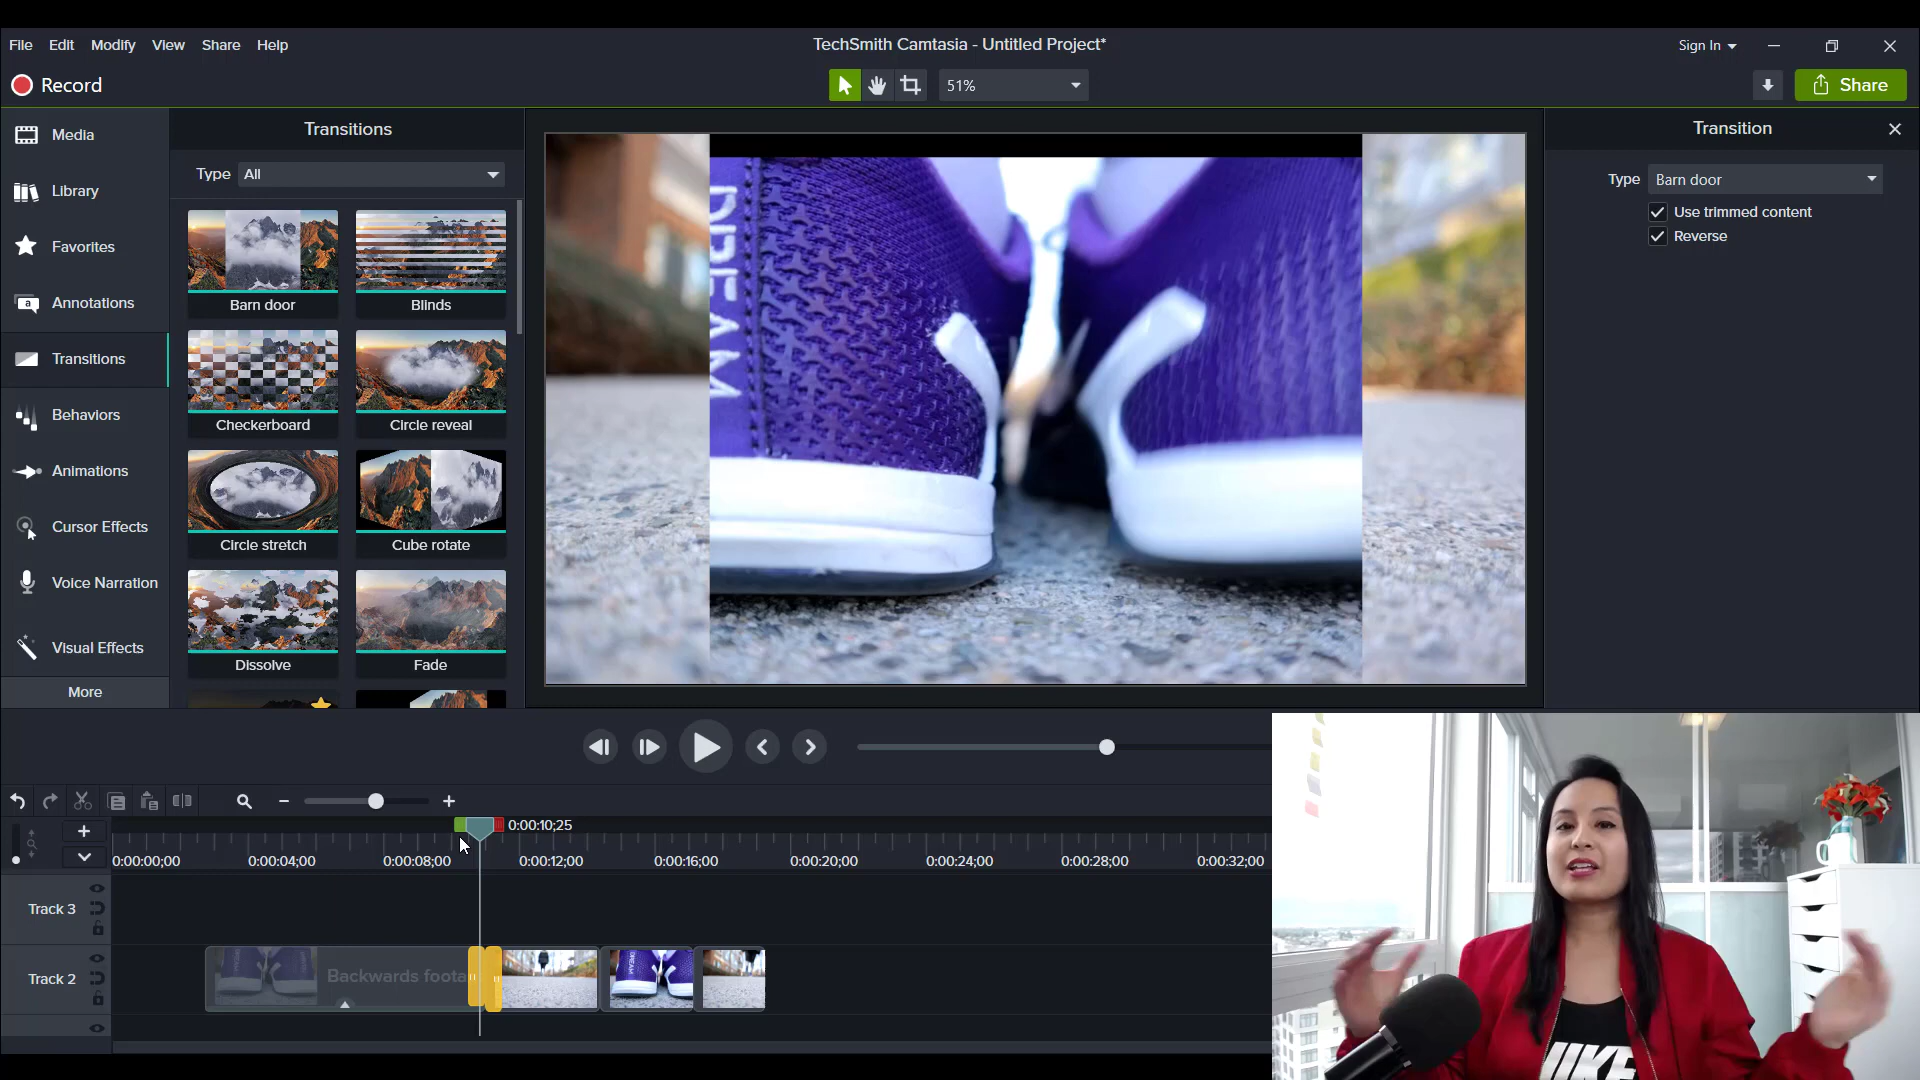 File Edit Modify View Share Help
TechSmith Camtasia - Untitled Project*
Sign In
Record
51%
Share
Media
Library
Favorites
Annotations
Transitions
Behaviors
Animations
Cursor Effects
Voice Narration
Visual Effects
More
Transitions
Type All
Barn door
Blinds
Checkerboard
Circle reveal
Circle stretch
Cube rotate
Dissolve
Fade
DREAM
Transition
Type Barn door
Use trimmed content
Reverse
0:00:10;25
0:00:00;00 0:00:04;00 0:00:08;00 0:00:12;00 0:00:16;00 0:00:20;00 0:00:24;00 0:00:28;00 0:00:32;00
Track 3
Track 2
Backwards foota
NIKE